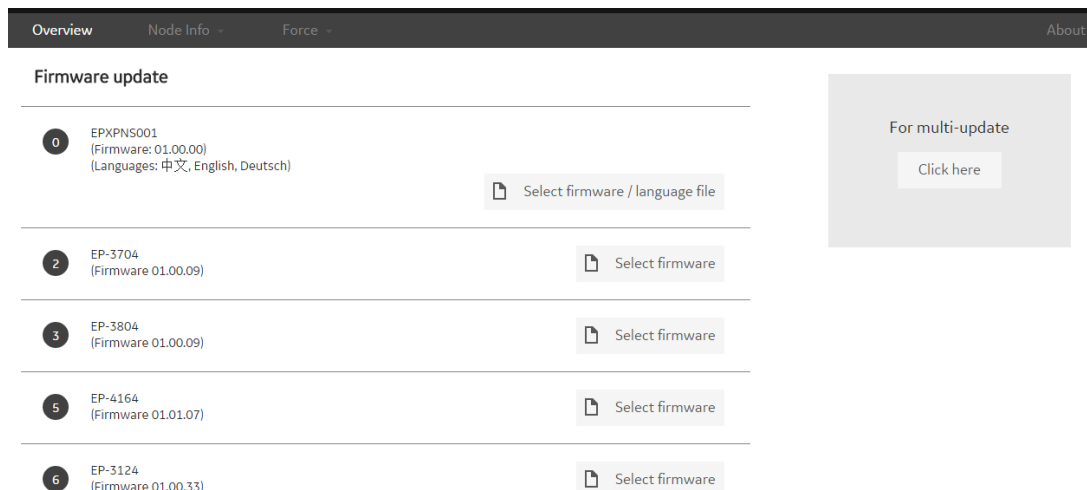 Overview Node Info Force About
Firmware update
0
EPXPNS001
(Firmware: 01.00.00)
(Languages: 中文, English, Deutsch)
Select firmware / language file
For multi-update
Click here
2
EP-3704
(Firmware 01.00.09)
Select firmware
3
EP-3804
(Firmware 01.00.09)
Select firmware
5
EP-4164
(Firmware 01.01.07)
Select firmware
6
EP-3124
(Firmware 01.00.33)
Select firmware